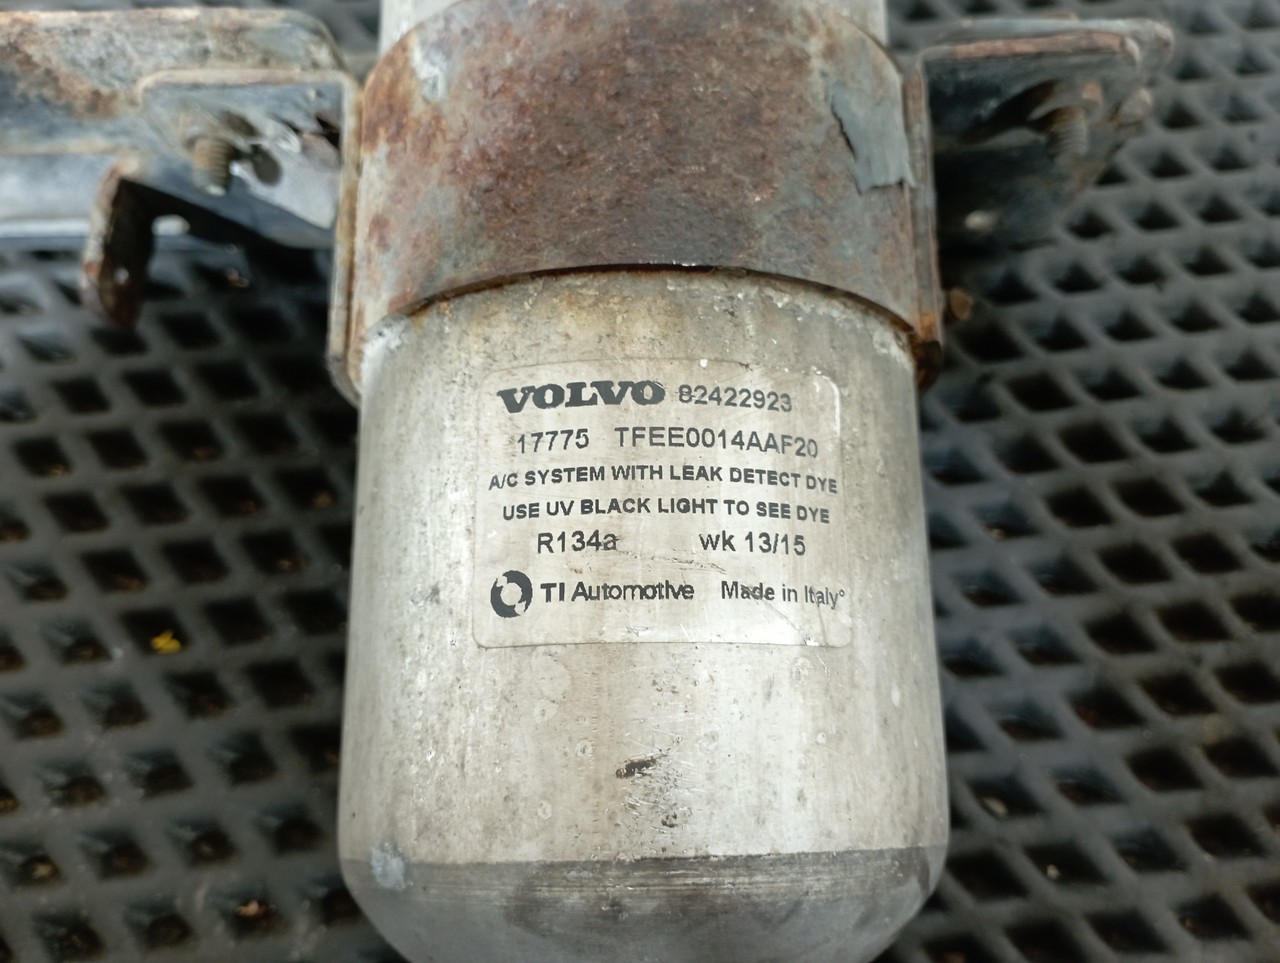 VOLVO 82422923
17775 TFEE0014AAF20
A/C SYSTEM WITH LEAK DETECT DYE
USE UV BLACK LIGHT TO SEE DYE
R134a wk 13/15
TI Automotive Made in Italy°